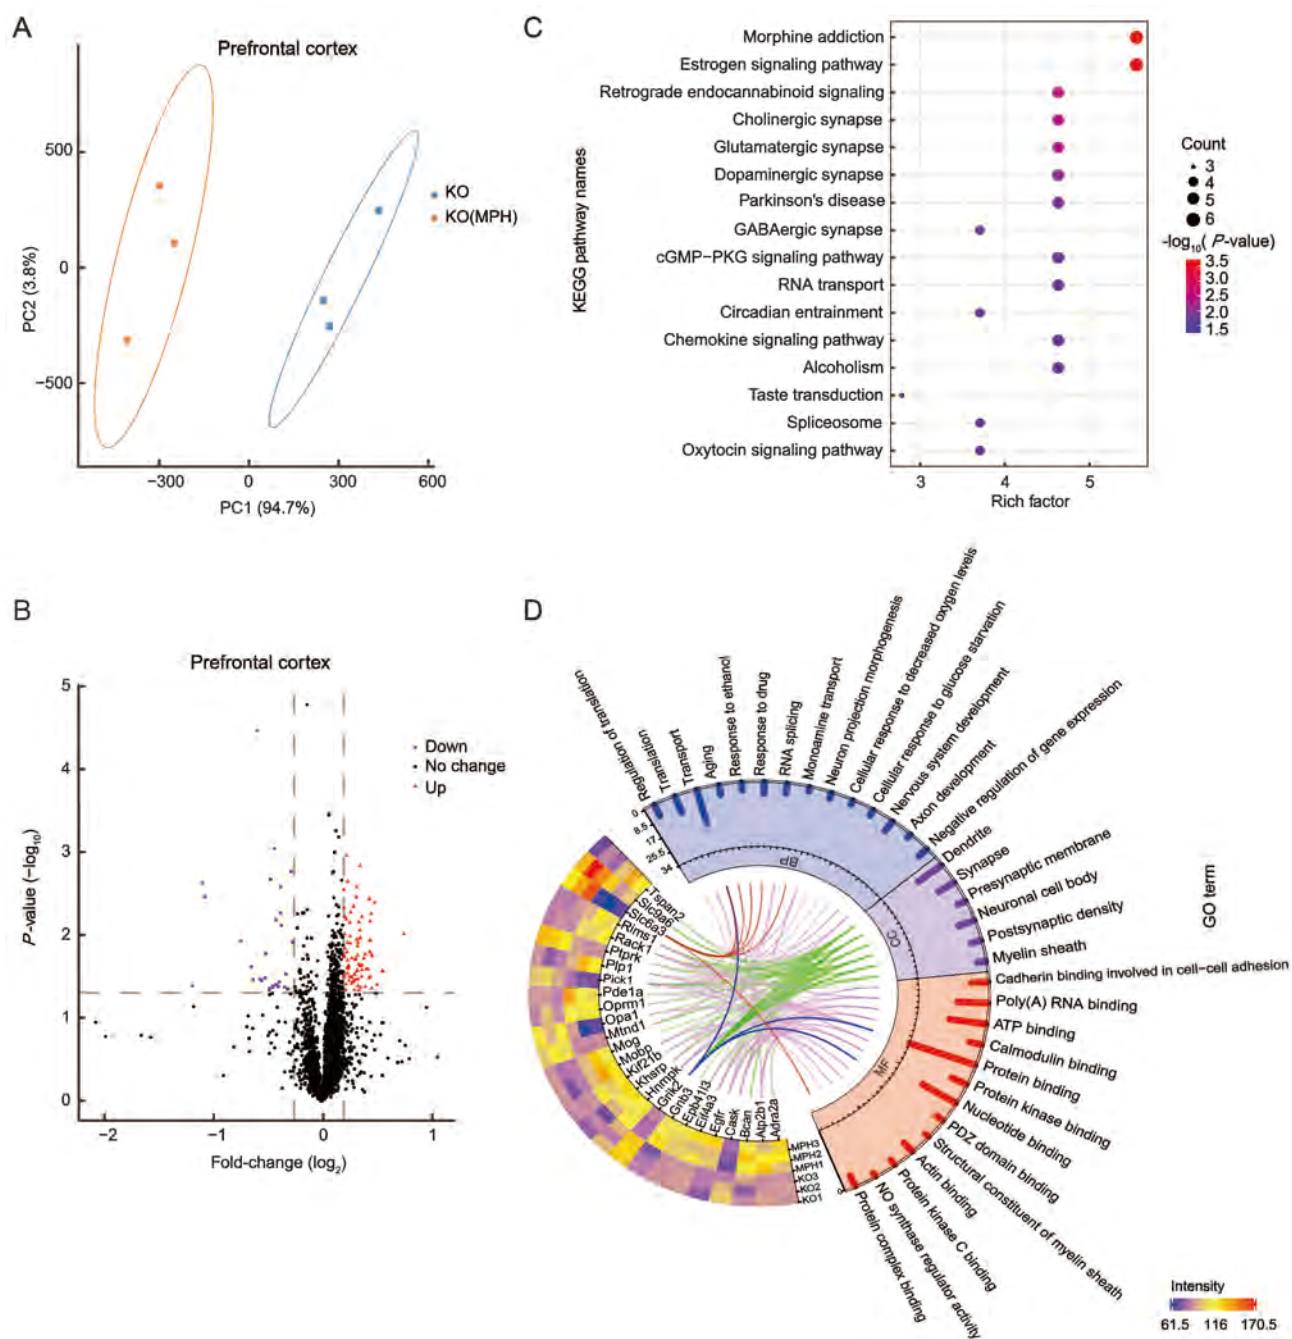 A
Prefrontal cortex
500
0
−500
PC2 (3.8%)
−300
0
300
600
PC1 (94.7%)
KO
KO(MPH)
C
KEGG pathway names
Morphine addiction
Estrogen signaling pathway
Retrograde endocannabinoid signaling
Cholinergic synapse
Glutamatergic synapse
Dopaminergic synapse
Parkinson's disease
GABAergic synapse
cGMP−PKG signaling pathway
RNA transport
Circadian entrainment
Chemokine signaling pathway
Alcoholism
Taste transduction
Spliceosome
Oxytocin signaling pathway
3
4
5
Rich factor
Count
3
4
5
6
-log10( P-value)
3.5
3.0
2.5
2.0
1.5
B
Prefrontal cortex
5
4
3
2
1
0
P-value (−log10)
−2
−1
0
1
Fold-change (log2)
Down
No change
Up
D
Regulation of translation
Translation
Transport
Aging
Response to ethanol
Response to drug
RNA splicing
Monoamine transport
Neuron projection morphogenesis
Cellular response to decreased oxygen levels
Cellular response to glucose starvation
Nervous system development
Axon development
Negative regulation of gene expression
Dendrite
Synapse
Presynaptic membrane
Neuronal cell body
Postsynaptic density
Myelin sheath
Cadherin binding involved in cell-cell adhesion
Poly(A) RNA binding
ATP binding
Calmodulin binding
Protein binding
Protein kinase binding
Nucleotide binding
PDZ domain binding
Structural constituent of myelin sheath
Actin binding
Protein kinase C binding
NO synthase regulator activity
Protein complex binding
GO term
0
8.5
17
25.5
34
BP
CC
MF
0
Tspan2
Slc9a6
Slc6a3
Rims1
Rack1
Ptprk
Plp1
Pick1
Pde1a
Oprm1
Opa1
Mtnd1
Mog
Mobp
Kif21b
Khsrp
Hnrnpk
Grik2
Gnb3
Epb41l3
Eif4a3
Egfr
Cask
Bcan
Atp2b1
Adra2a
MPH3
MPH2
MPH1
KO3
KO2
KO1
Intensity
61.5
116
170.5